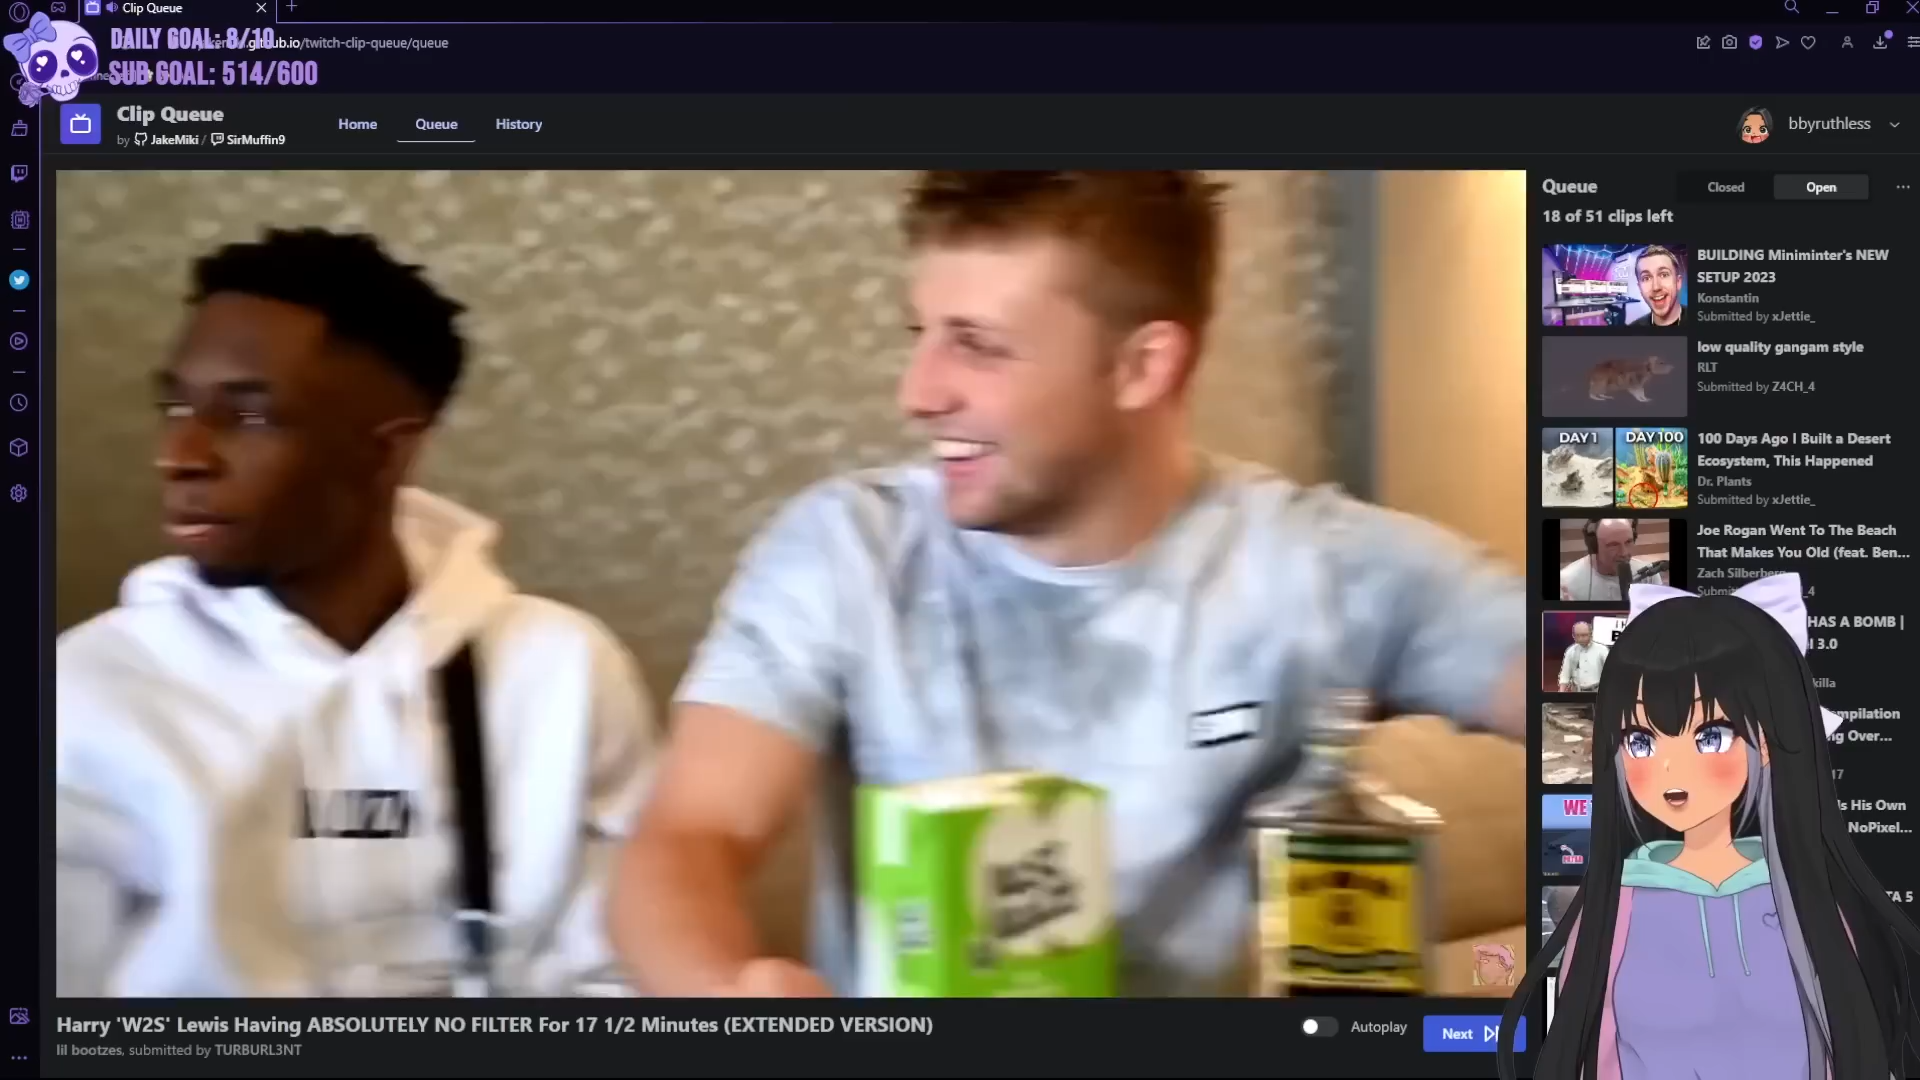 Clip Queue
DAILY GOAL: 8/10
.github.io/twitch-clip-queue/queue
SUB GOAL: 514/600
Clip Queue
by JakeMiki / SirMuffin9
Home
Queue
History
bbyruthless
Queue
Closed
Open
18 of 51 clips left
BUILDING Miniminter's NEW
SETUP 2023
Konstantin
Submitted by xJettie_
low quality gangam style
RLT
Submitted by Z4CH_4
DAY 1
DAY 100
100 Days Ago I Built a Desert
Ecosystem, This Happened
Dr. Plants
Submitted by xJettie_
Joe Rogan Went To The Beach
That Makes You Old (feat. Ben...
Zach Silberberg
HAS A BOMB |
3.0
WE
Harry 'W2S' Lewis Having ABSOLUTELY NO FILTER For 17 1/2 Minutes (EXTENDED VERSION)
lil bootzes, submitted by TURBURL3NT
Autoplay
Next